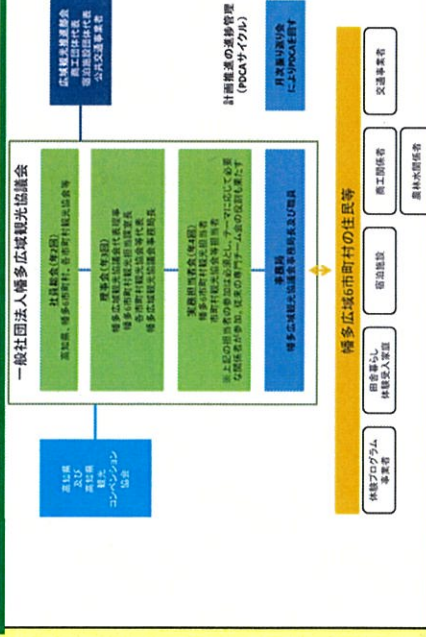 一般社団法人幡多広域観光協議会
高知県
及び
高知県
観光
コンベンション
協会
社員総会(年2回)
高知県、幡多6市町村、各市町村観光協会等
理事会(年3回)
幡多広域観光協議会代表理事
幡多6市町村観光担当課室長
各市町村観光協会等代表、
幡多広域観光協議会事務局長
実務担当者会(年4回)
幡多6市町村観光担当者
市町村観光協会等担当者
※上記の担当者の参加は必須とし、テーマに応じて必要
な関係者が参加、従来の専門チーム会の役割も果たす
事務局
幡多広域観光協議会事務局長及び職員
広域観光推進部会
商工団体代表
宿泊施設団体代表
公共交通事業者
計画推進の進捗管理
(PDCAサイクル)
月次振り返り会
によりPDCAを回す
幡多広域6市町村の住民等
体験プログラム
事業者
田舎暮らし
体験受入家庭
宿泊施設
商工関係者
交通事業者
農林水関係者